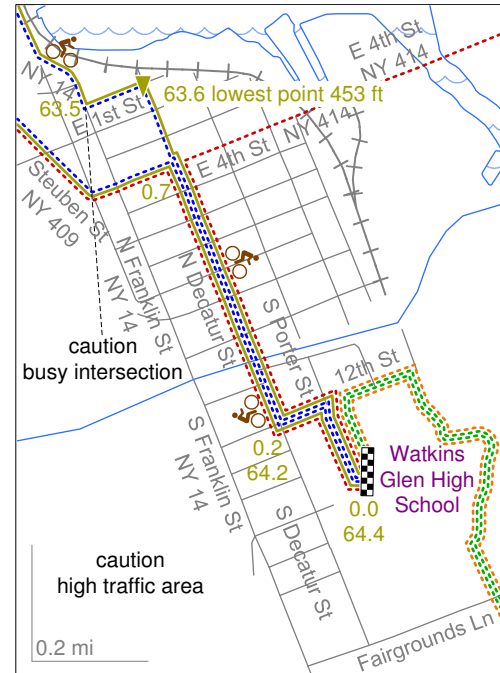 E 4th St
NY 414
NY 14
63.5
63.6 lowest point 453 ft
E 1st St
NY 414
E 4th St
0.7
Steuben St
NY 409
N Franklin St
NY 14
N Decatur St
S Porter St
caution
busy intersection
12th St
0.2
64.2
S Franklin St
NY 14
Watkins
Glen High
School
0.0
64.4
S Decatur St
caution
high traffic area
0.2 mi
Fairgrounds Ln